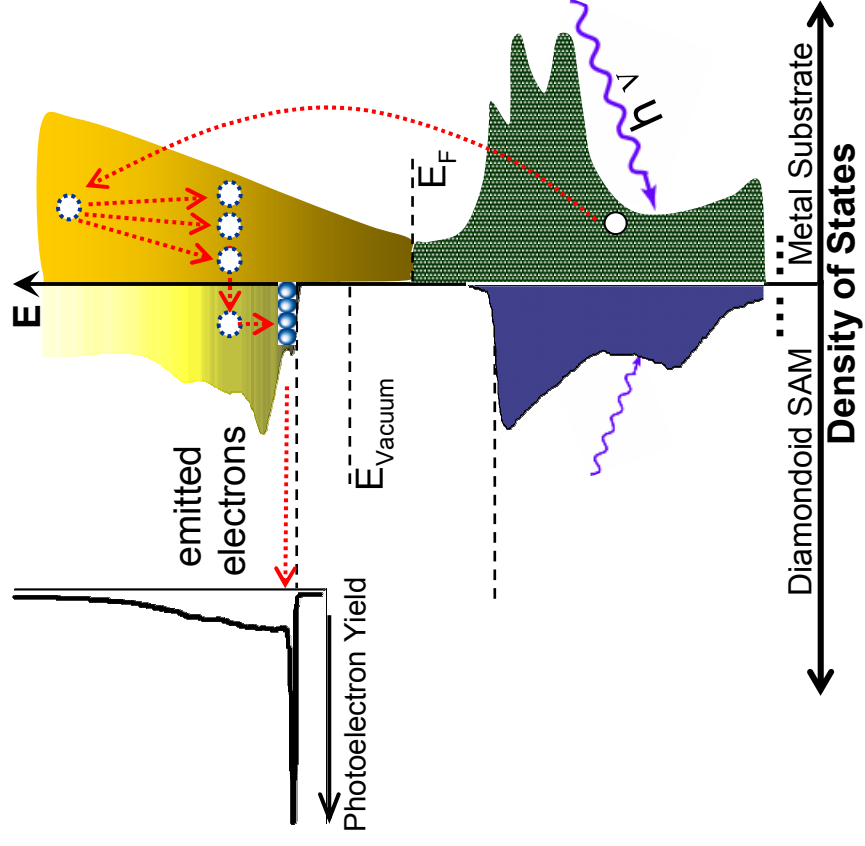 E
E_F
hν
Metal Substrate
Density of States
Diamondoid SAM
E_Vacuum
emitted
electrons
Photoelectron Yield